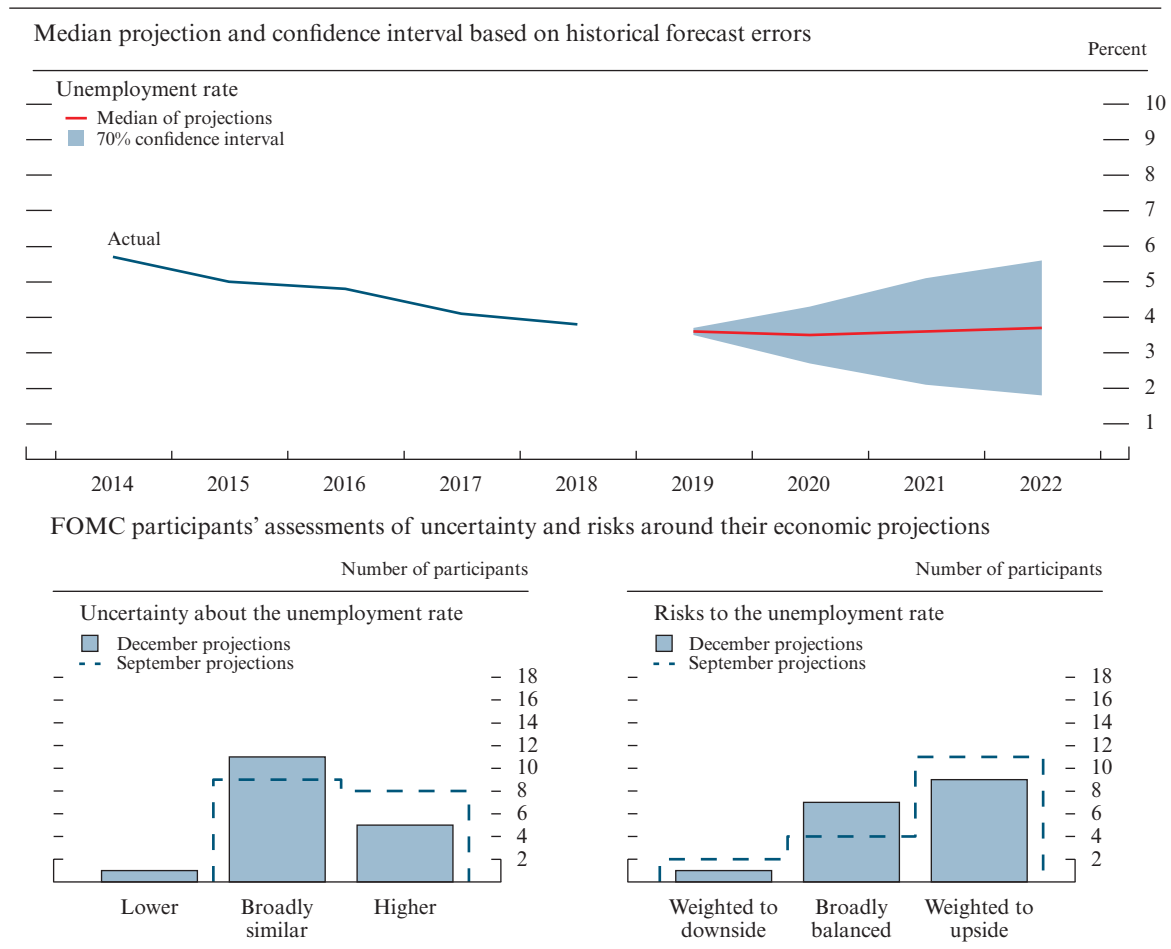 Median projection and confidence interval based on historical forecast errors
Percent
Unemployment rate
Median of projections
70% confidence interval
10
9
8
7
6
5
4
3
2
1
Actual
2014 2015 2016 2017 2018 2019 2020 2021 2022
FOMC participants’ assessments of uncertainty and risks around their economic projections
Number of participants
Uncertainty about the unemployment rate
December projections
September projections
18
16
14
12
10
8
6
4
2
Lower Broadly similar Higher
Number of participants
Risks to the unemployment rate
December projections
September projections
18
16
14
12
10
8
6
4
2
Weighted to downside Broadly balanced Weighted to upside